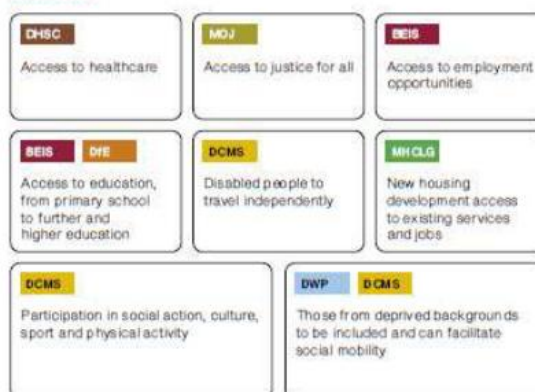 DHSC
Access to healthcare
MOJ
Access to justice for all
BEIS
Access to employment
opportunities
BEIS DfE
Access to education,
from primary school
to further and
higher education
DCMS
Disabled people to
travel independently
MHCLG
New housing
development access
to existing services
and jobs
DCMS
Participation in social action, culture,
sport and physical activity
DWP DCMS
Those from deprived backgrounds
to be included and can facilitate
social mobility